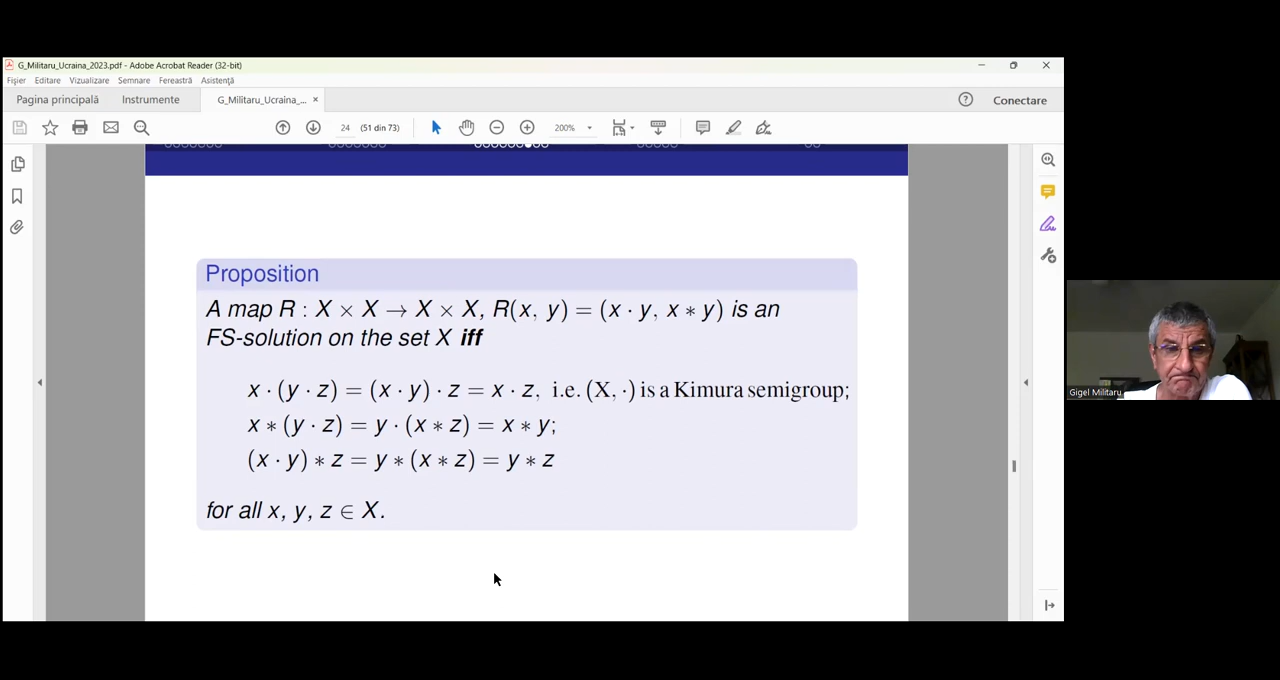 G_Militaru_Ucraina_2023.pdf - Adobe Acrobat Reader (32-bit)
Fișier Editare Vizualizare Semnare Fereastră Asistență
Pagina principală Instrumente G_Militaru_Ucraina_... × Conectare
24 (51 din 73) 200%
Proposition
A map R : X × X → X × X, R(x, y) = (x · y, x ∗ y) is an
FS-solution on the set X iff
x · (y · z) = (x · y) · z = x · z, i.e. (X, ·) is a Kimura semigroup;
x ∗ (y · z) = y · (x ∗ z) = x ∗ y;
(x · y) ∗ z = y ∗ (x ∗ z) = y ∗ z
for all x, y, z ∈ X.
Gigel Militaru